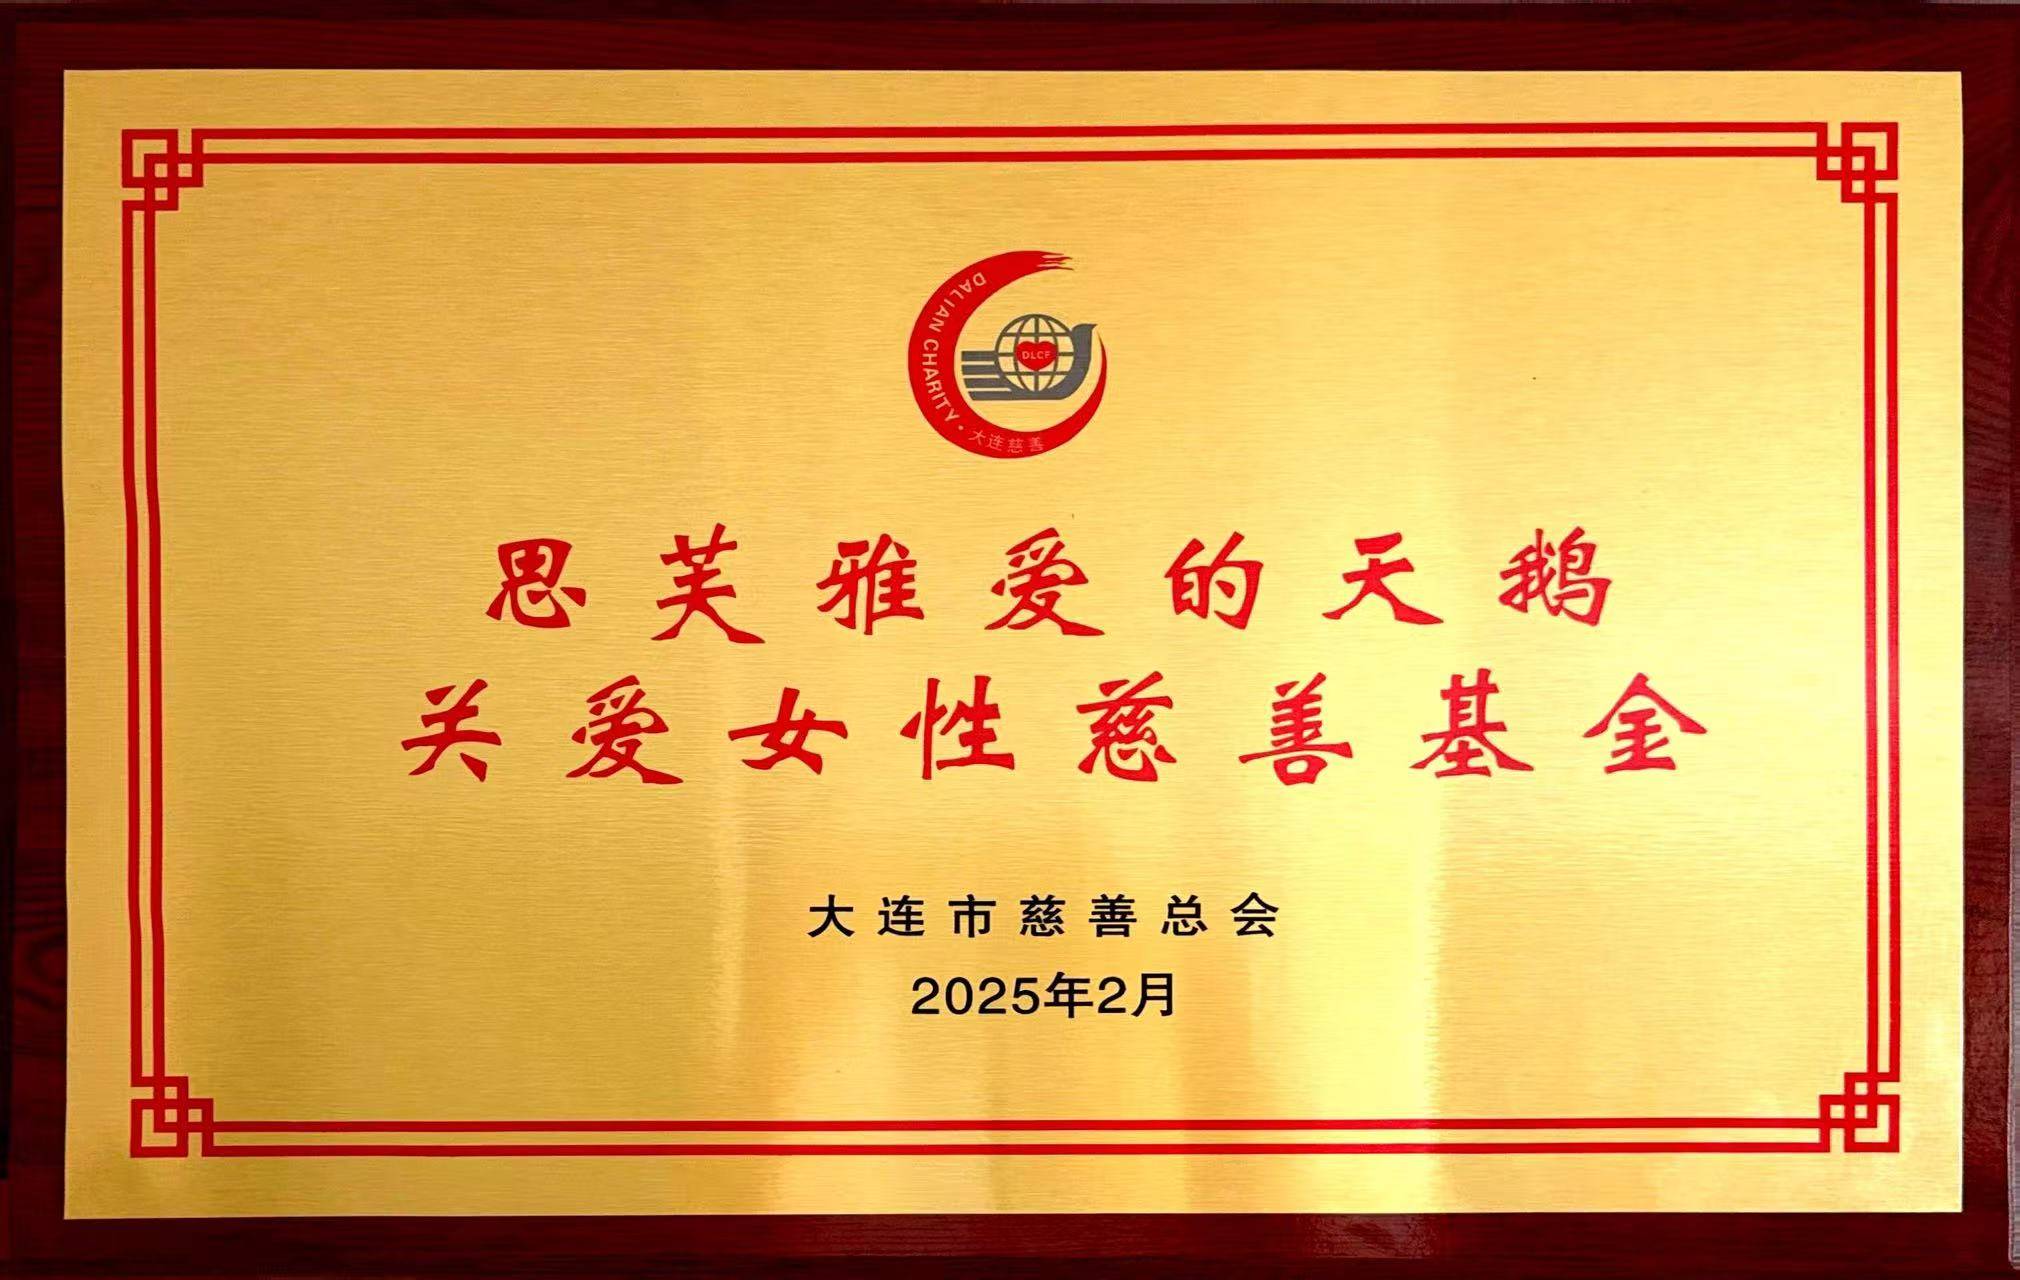 DALIAN CHARITY · 大连慈善
DLCF
思芙雅爱的天鹅
关爱女性慈善基金
大连市慈善总会
2025年2月